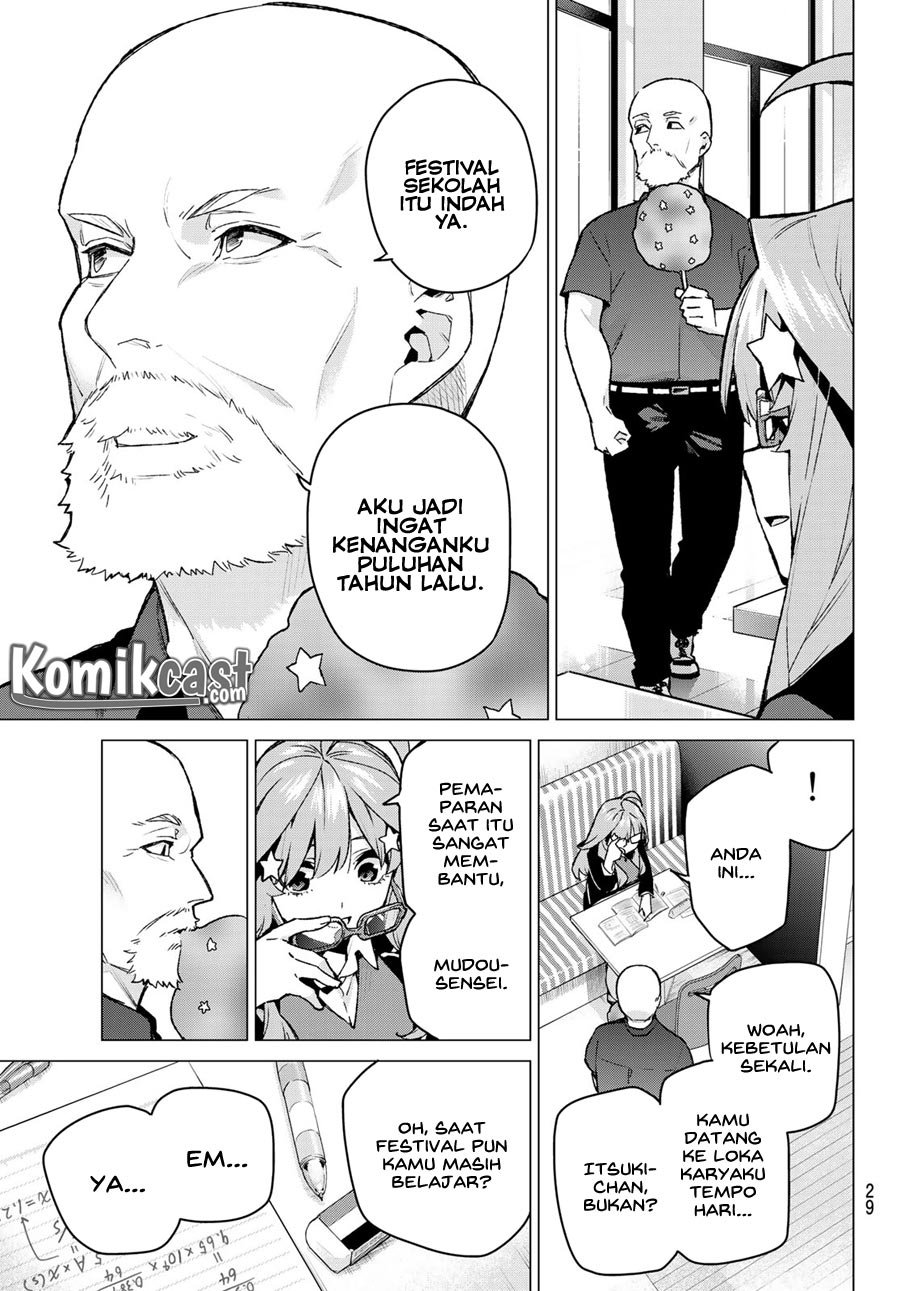 FESTIVAL
SEKOLAH
ITU INDAH
YA.
AKU JADI
INGAT
KENANGANKU
PULUHAN
TAHUN LALU.
Komikcast
.com
!
ANDA
INI...
WOAH,
KEBETULAN
SEKALI.
KAMU
DATANG
KE LOKA
KARYAKU
TEMPO
HARI...
ITSUKI-
CHAN,
BUKAN?
PEMA-
PARAN
SAAT ITU
SANGAT
MEM-
BANTU,
MUDOU-
SENSEI.
OH, SAAT
FESTIVAL PUN
KAMU MASIH
BELAJAR?
EM...
YA...
29